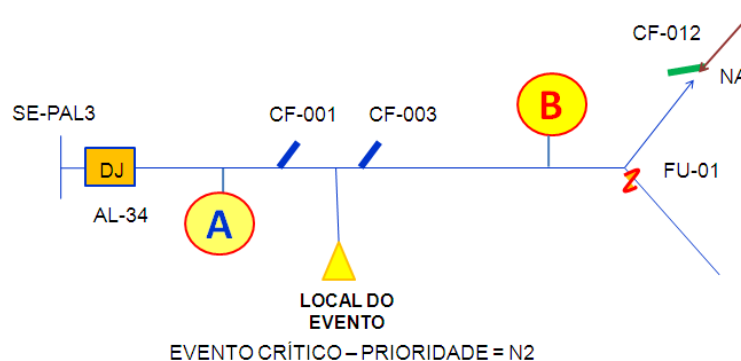 CF-012
NA
SE-PAL3
CF-001
CF-003
B
DJ
FU-01
AL-34
A
LOCAL DO
EVENTO
EVENTO CRÍTICO – PRIORIDADE = N2